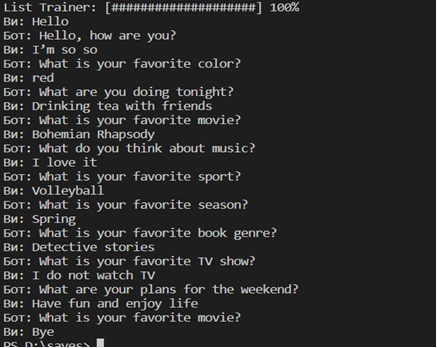 List Trainer: [####################] 100%
Ви: Hello
Бот: Hello, how are you?
Ви: I’m so so
Бот: What is your favorite color?
Ви: red
Бот: What are you doing tonight?
Ви: Drinking tea with friends
Бот: What is your favorite movie?
Ви: Bohemian Rhapsody
Бот: What do you think about music?
Ви: I love it
Бот: What is your favorite sport?
Ви: Volleyball
Бот: What is your favorite season?
Ви: Spring
Бот: What is your favorite book genre?
Ви: Detective stories
Бот: What is your favorite TV show?
Ви: I do not watch TV
Бот: What are your plans for the weekend?
Ви: Have fun and enjoy life
Бот: What is your favorite movie?
Ви: Bye
PS D:\saves>